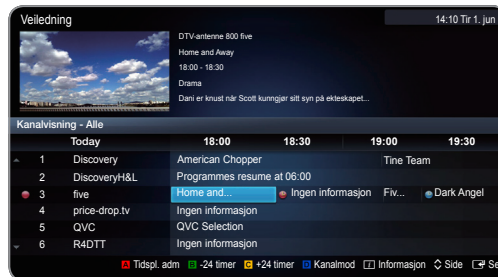 Veiledning 14:10 Tir 1. jun
DTV-antenne 800 five
Home and Away
18:00 - 18:30
Drama
Dani er knust når Scott kunngjør sitt syn på ekteskapet...
Kanalvisning - Alle
Today 18:00 18:30 19:00 19:30
1 Discovery American Chopper Tine Team
2 DiscoveryH&L Programmes resume at 06:00
3 five Home and... Ingen informasjon Fiv... Dark Angel
4 price-drop.tv Ingen informasjon
5 QVC QVC Selection
6 R4DTT Ingen informasjon
A Tidspl. adm B -24 timer C +24 timer D Kanalmod i Informasjon Side Se